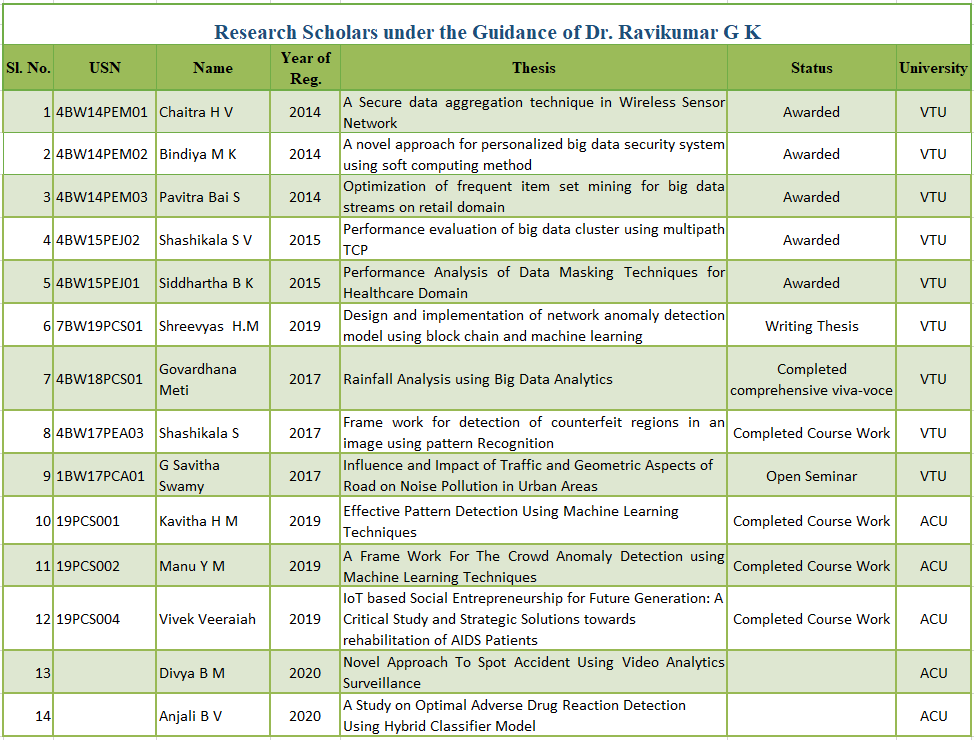 Research Scholars under the Guidance of Dr. Ravikumar G K
Sl. No. USN Name Year of Reg. Thesis Status University
1 4BW14PEM01 Chaitra H V 2014 A Secure data aggregation technique in Wireless Sensor Network Awarded VTU
2 4BW14PEM02 Bindiya M K 2014 A novel approach for personalized big data security system using soft computing method Awarded VTU
3 4BW14PEM03 Pavitra Bai S 2014 Optimization of frequent item set mining for big data streams on retail domain Awarded VTU
4 4BW15PEJ02 Shashikala S V 2015 Performance evaluation of big data cluster using multipath TCP Awarded VTU
5 4BW15PEJ01 Siddhartha B K 2015 Performance Analysis of Data Masking Techniques for Healthcare Domain Awarded VTU
6 7BW19PCS01 Shreevyas H.M 2019 Design and implementation of network anomaly detection model using block chain and machine learning Writing Thesis VTU
7 4BW18PCS01 Govardhana Meti 2017 Rainfall Analysis using Big Data Analytics Completed comprehensive viva-voce VTU
8 4BW17PEA03 Shashikala S 2017 Frame work for detection of counterfeit regions in an image using pattern Recognition Completed Course Work VTU
9 1BW17PCA01 G Savitha Swamy 2017 Influence and Impact of Traffic and Geometric Aspects of Road on Noise Pollution in Urban Areas Open Seminar VTU
10 19PCS001 Kavitha H M 2019 Effective Pattern Detection Using Machine Learning Techniques Completed Course Work ACU
11 19PCS002 Manu Y M 2019 A Frame Work For The Crowd Anomaly Detection using Machine Learning Techniques Completed Course Work ACU
12 19PCS004 Vivek Veeraiah 2019 IoT based Social Entrepreneurship for Future Generation: A Critical Study and Strategic Solutions towards rehabilitation of AIDS Patients Completed Course Work ACU
13 Divya B M 2020 Novel Approach To Spot Accident Using Video Analytics Surveillance ACU
14 Anjali B V 2020 A Study on Optimal Adverse Drug Reaction Detection Using Hybrid Classifier Model ACU